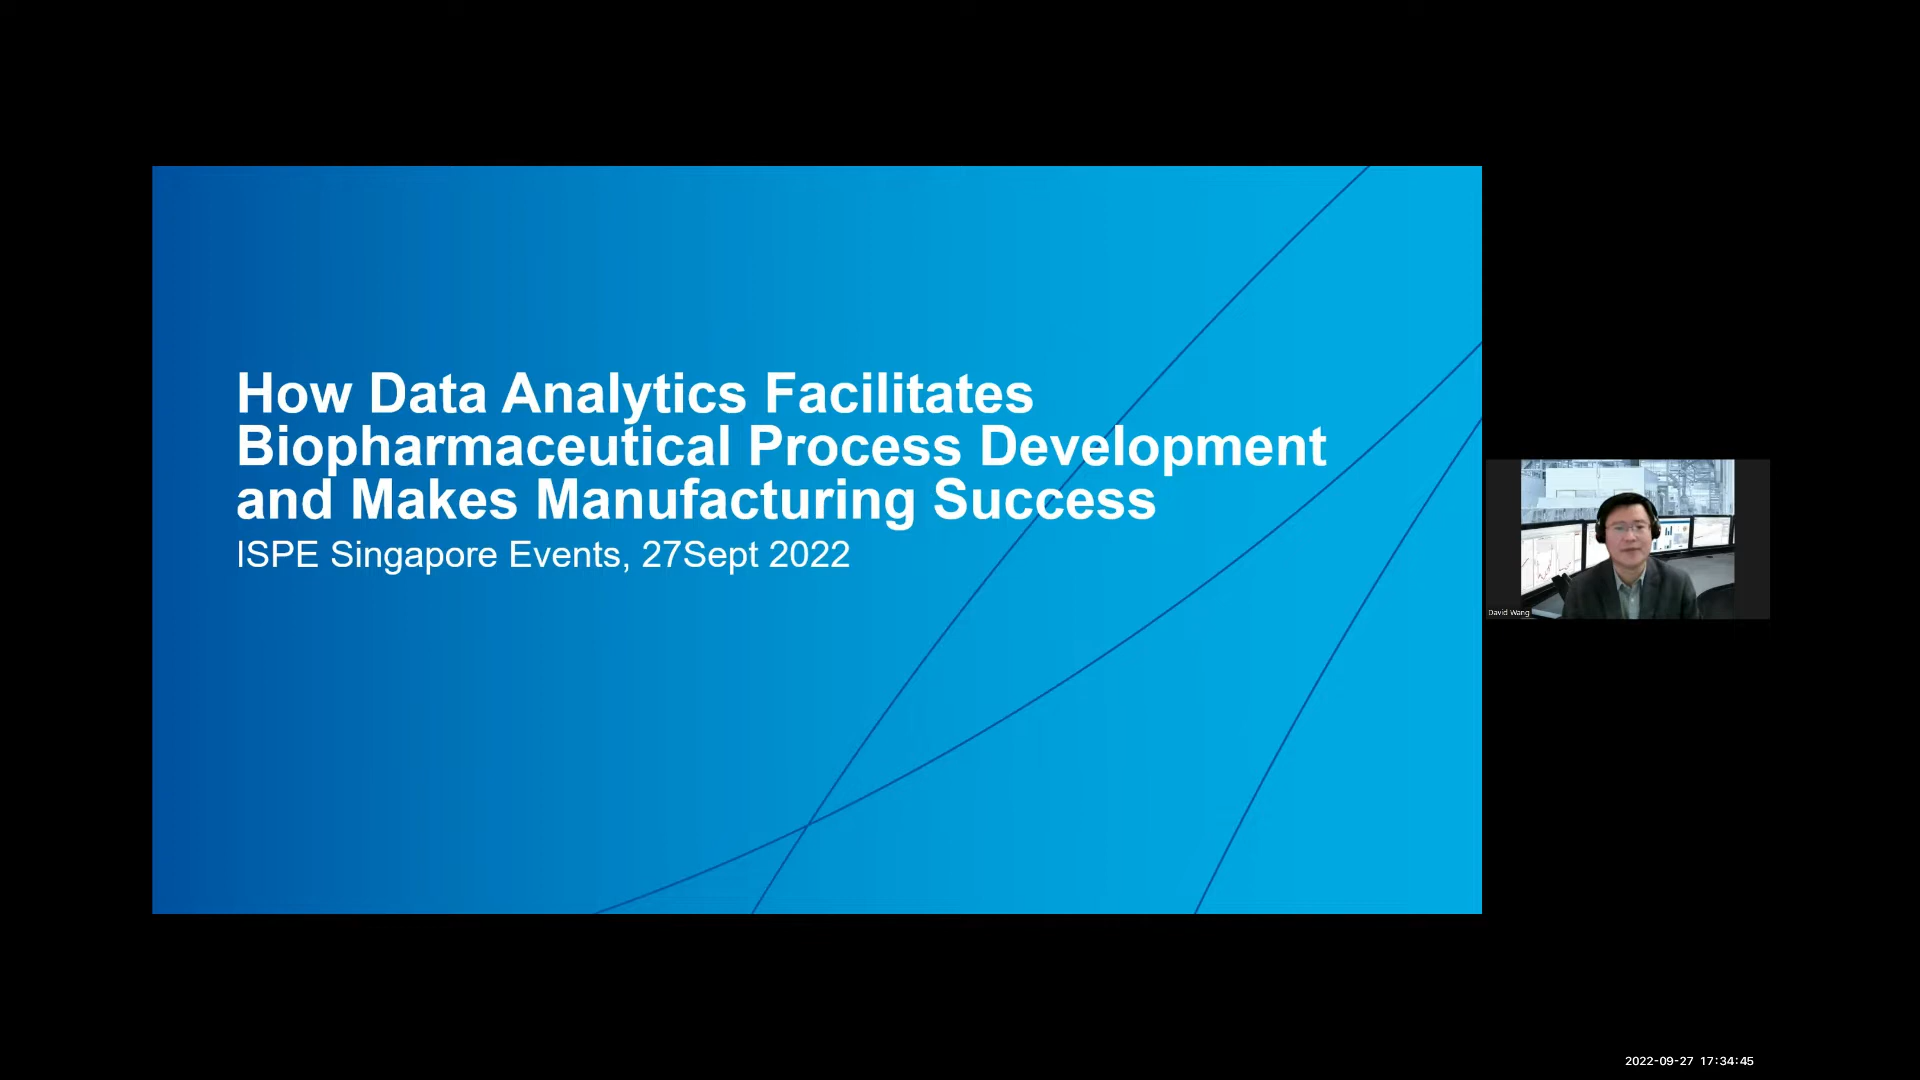 How Data Analytics Facilitates
Biopharmaceutical Process Development
and Makes Manufacturing Success
ISPE Singapore Events, 27Sept 2022
David Wang
2022-09-27 17:34:45